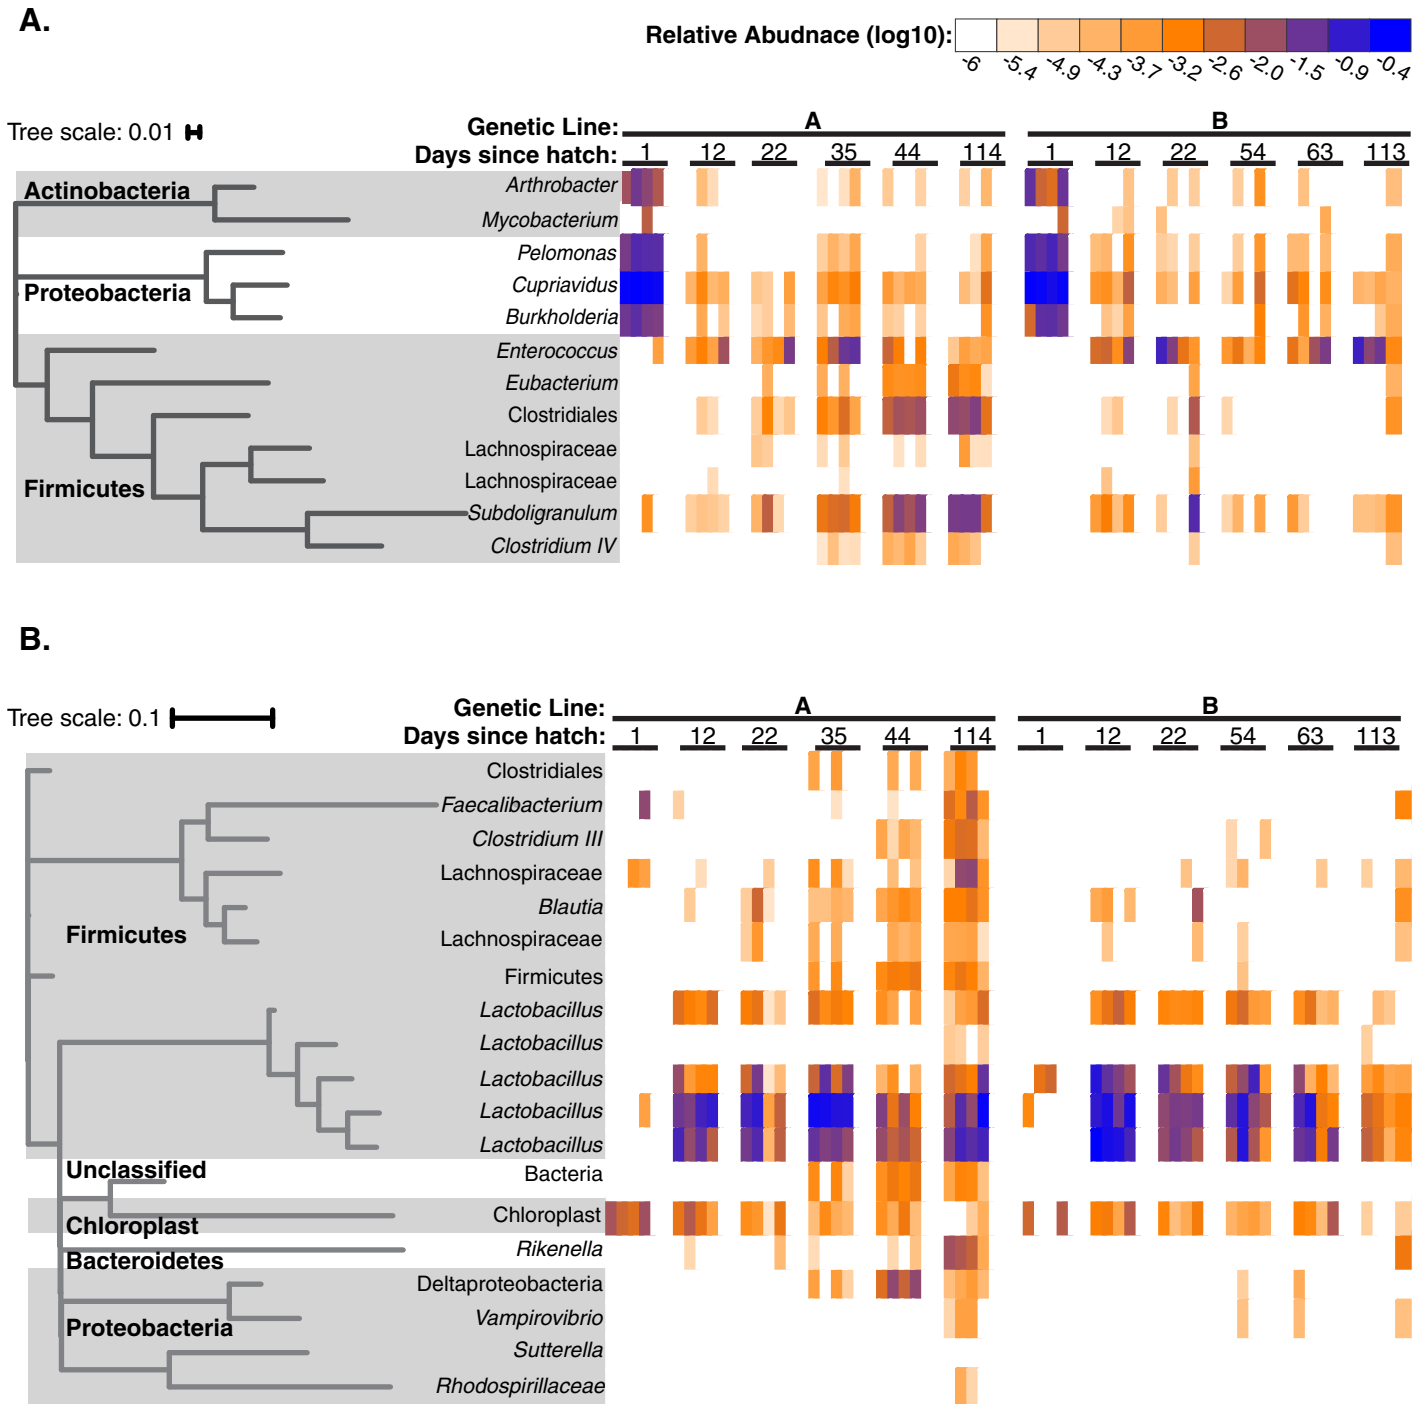 A.
Relative Abudnace (log10):
-6 -5.4 -4.9 -4.3 -3.7 -3.2 -2.6 -2.0 -1.5 -0.9 -0.4
Tree scale: 0.01
Genetic Line: A B
Days since hatch: 1 12 22 35 44 114 1 12 22 54 63 113
Actinobacteria
Arthrobacter
Mycobacterium
Pelomonas
Proteobacteria
Cupriavidus
Burkholderia
Enterococcus
Eubacterium
Clostridiales
Lachnospiraceae
Lachnospiraceae
Firmicutes
Subdoligranulum
Clostridium IV
B.
Tree scale: 0.1
Genetic Line: A B
Days since hatch: 1 12 22 35 44 114 1 12 22 54 63 113
Clostridiales
Faecalibacterium
Clostridium III
Lachnospiraceae
Blautia
Firmicutes
Lachnospiraceae
Firmicutes
Lactobacillus
Lactobacillus
Lactobacillus
Lactobacillus
Lactobacillus
Unclassified
Bacteria
Chloroplast
Chloroplast
Rikenella
Bacteroidetes
Deltaproteobacteria
Vampirovibrio
Proteobacteria
Sutterella
Rhodospirillaceae